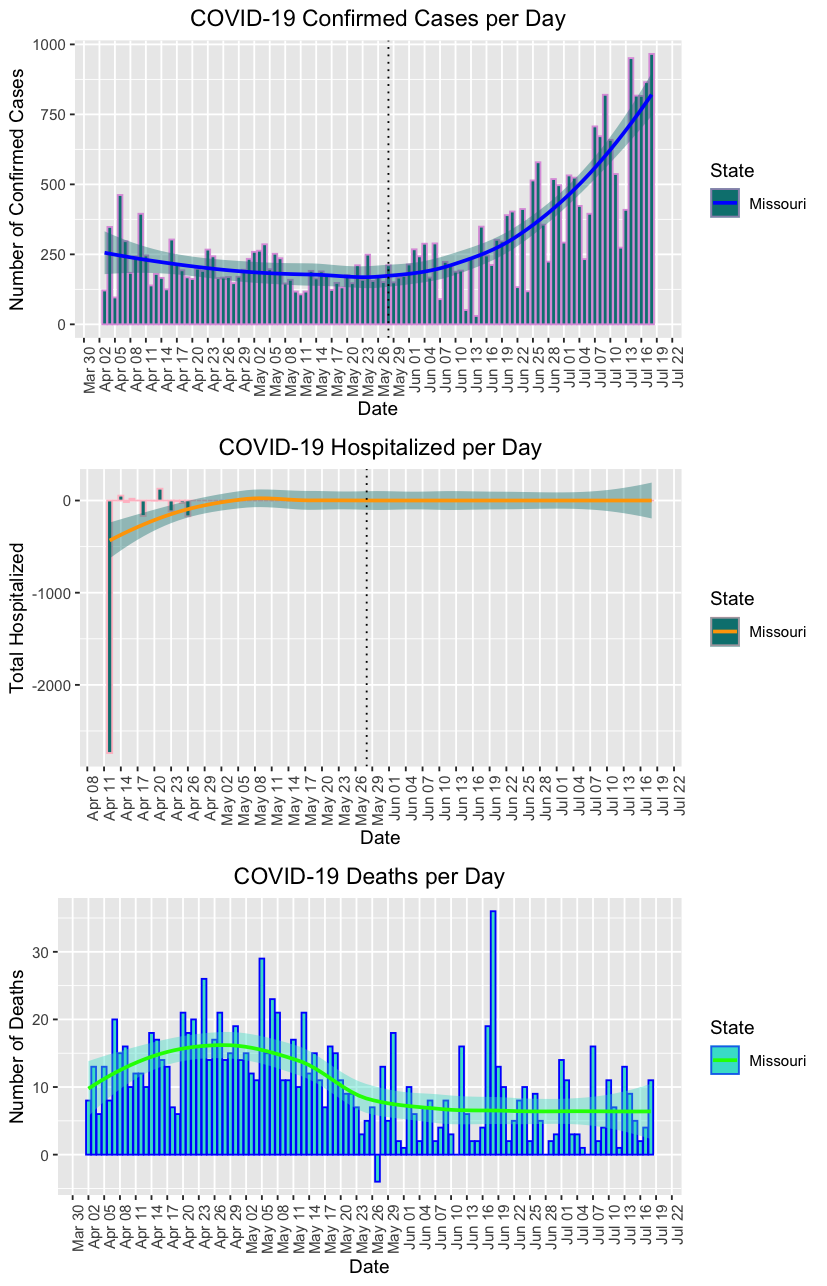 COVID-19 Confirmed Cases per Day
Number of Confirmed Cases
1000
750
500
250
0
Mar 30
Apr 02
Apr 05
Apr 08
Apr 11
Apr 14
Apr 17
Apr 20
Apr 23
Apr 26
Apr 29
May 02
May 05
May 08
May 11
May 14
May 17
May 20
May 23
May 26
May 29
Jun 01
Jun 04
Jun 07
Jun 10
Jun 13
Jun 16
Jun 19
Jun 22
Jun 25
Jun 28
Jul 01
Jul 04
Jul 07
Jul 10
Jul 13
Jul 16
Jul 19
Jul 22
Date
State
Missouri
COVID-19 Hospitalized per Day
Total Hospitalized
0
-1000
-2000
Apr 08
Apr 11
Apr 14
Apr 17
Apr 20
Apr 23
Apr 26
Apr 29
May 02
May 05
May 08
May 11
May 14
May 17
May 20
May 23
May 26
May 29
Jun 01
Jun 04
Jun 07
Jun 10
Jun 13
Jun 16
Jun 19
Jun 22
Jun 25
Jun 28
Jul 01
Jul 04
Jul 07
Jul 10
Jul 13
Jul 16
Jul 19
Jul 22
Date
State
Missouri
COVID-19 Deaths per Day
Number of Deaths
30
20
10
0
Mar 30
Apr 02
Apr 05
Apr 08
Apr 11
Apr 14
Apr 17
Apr 20
Apr 23
Apr 26
Apr 29
May 02
May 05
May 08
May 11
May 14
May 17
May 20
May 23
May 26
May 29
Jun 01
Jun 04
Jun 07
Jun 10
Jun 13
Jun 16
Jun 19
Jun 22
Jun 25
Jun 28
Jul 01
Jul 04
Jul 07
Jul 10
Jul 13
Jul 16
Jul 19
Jul 22
Date
State
Missouri